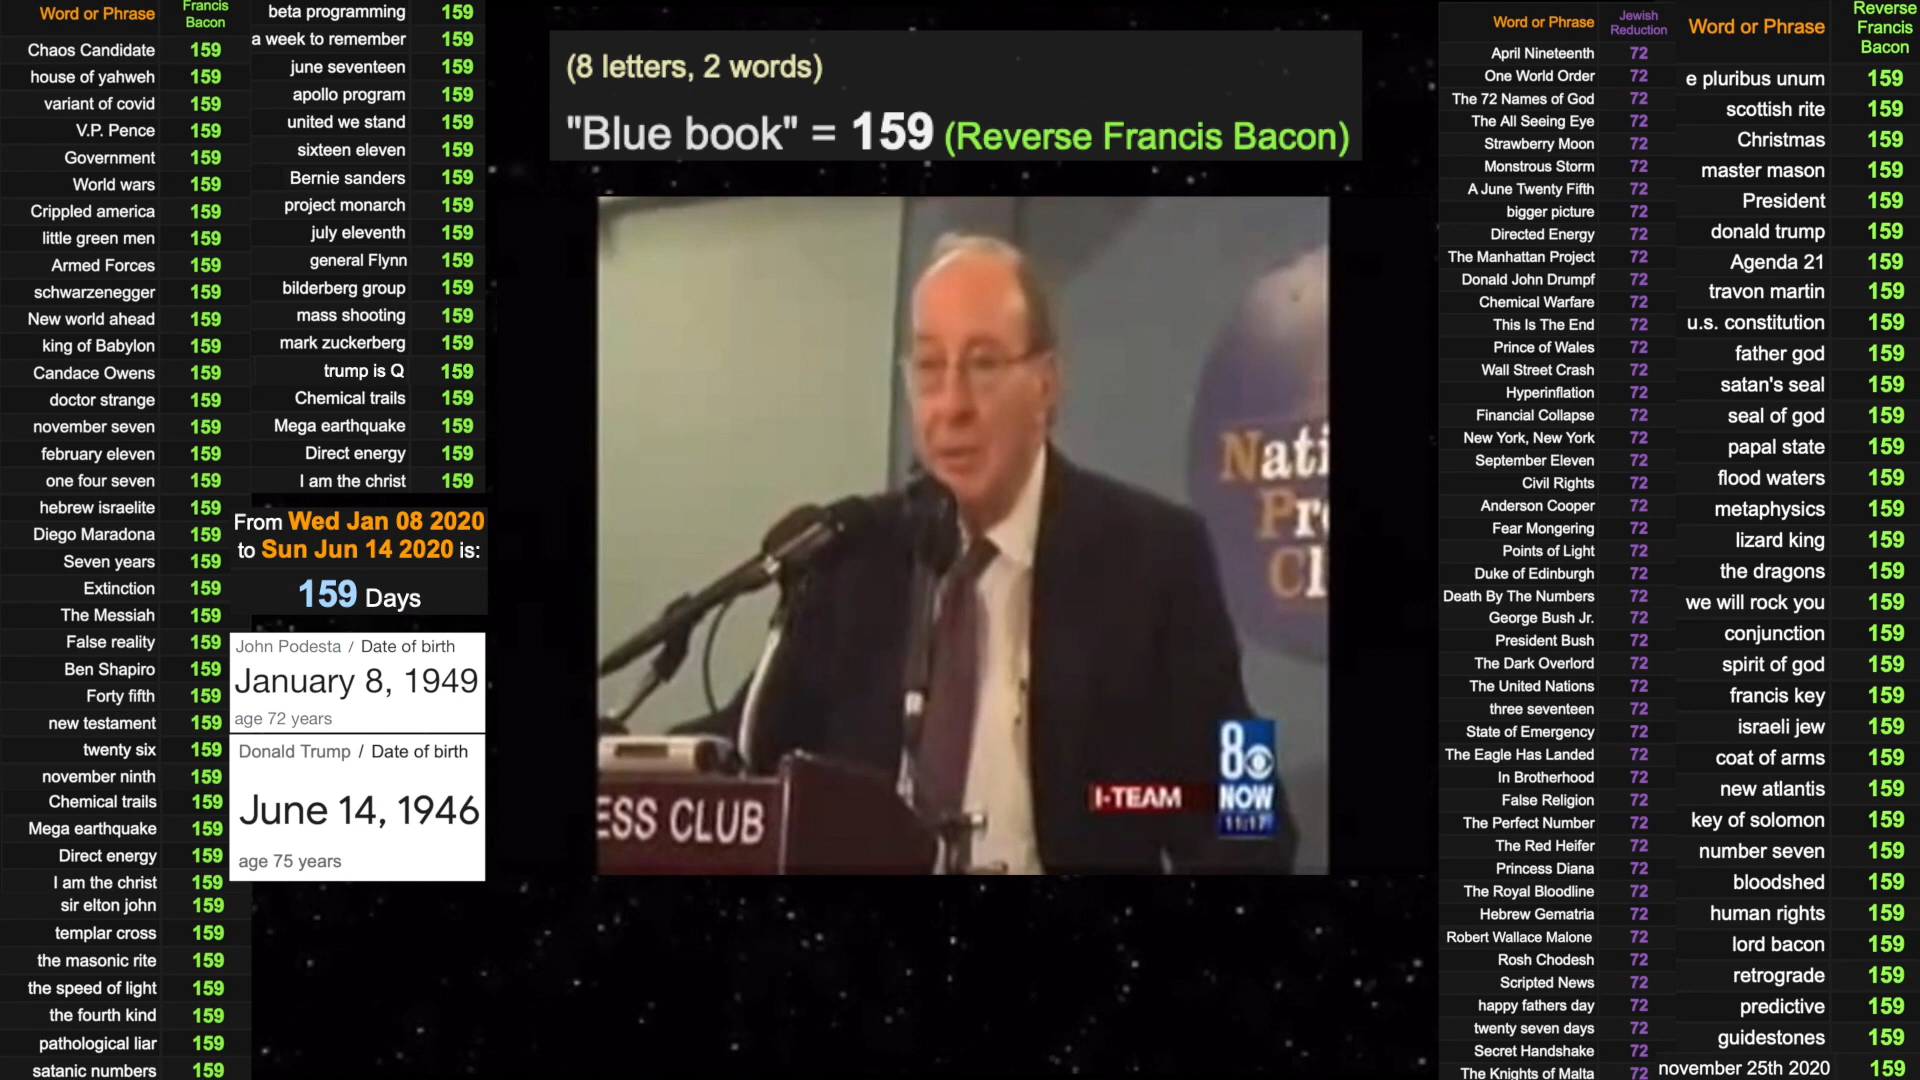 Word or Phrase Francis Bacon
Chaos Candidate 159
house of yahweh 159
variant of covid 159
V.P. Pence 159
Government 159
World wars 159
Crippled america 159
little green men 159
Armed Forces 159
schwarzenegger 159
New world ahead 159
king of Babylon 159
Candace Owens 159
doctor strange 159
november seven 159
february eleven 159
one four seven 159
hebrew israelite 159
Diego Maradona 159
Seven years 159
Extinction 159
The Messiah 159
False reality 159
Ben Shapiro 159
Forty fifth 159
new testament 159
twenty six 159
november ninth 159
Chemical trails 159
Mega earthquake 159
Direct energy 159
I am the christ 159
sir elton john 159
templar cross 159
the masonic rite 159
the speed of light 159
the fourth kind 159
pathological liar 159
satanic numbers 159
beta programming 159
a week to remember 159
june seventeen 159
apollo program 159
united we stand 159
sixteen eleven 159
Bernie sanders 159
project monarch 159
july eleventh 159
general Flynn 159
bilderberg group 159
mass shooting 159
mark zuckerberg 159
trump is Q 159
Chemical trails 159
Mega earthquake 159
Direct energy 159
I am the christ 159
From Wed Jan 08 2020
to Sun Jun 14 2020 is:
159 Days
John Podesta / Date of birth
January 8, 1949
age 72 years
Donald Trump / Date of birth
June 14, 1946
age 75 years
(8 letters, 2 words)
"Blue book" = 159 (Reverse Francis Bacon)
Nati
Pr
Cl
I-TEAM
8
NOW
11:17
ESS CLUB
Word or Phrase Jewish Reduction
April Nineteenth 72
One World Order 72
The 72 Names of God 72
The All Seeing Eye 72
Strawberry Moon 72
Monstrous Storm 72
A June Twenty Fifth 72
bigger picture 72
Directed Energy 72
The Manhattan Project 72
Donald John Drumpf 72
Chemical Warfare 72
This Is The End 72
Prince of Wales 72
Wall Street Crash 72
Hyperinflation 72
Financial Collapse 72
New York, New York 72
September Eleven 72
Civil Rights 72
Anderson Cooper 72
Fear Mongering 72
Points of Light 72
Duke of Edinburgh 72
Death By The Numbers 72
George Bush Jr. 72
President Bush 72
The Dark Overlord 72
The United Nations 72
three seventeen 72
State of Emergency 72
The Eagle Has Landed 72
In Brotherhood 72
False Religion 72
The Perfect Number 72
The Red Heifer 72
Princess Diana 72
The Royal Bloodline 72
Hebrew Gematria 72
Robert Wallace Malone 72
Rosh Chodesh 72
Scripted News 72
happy fathers day 72
twenty seven days 72
Secret Handshake 72
The Knights of Malta 72
Word or Phrase Reverse Francis Bacon
e pluribus unum 159
scottish rite 159
Christmas 159
master mason 159
President 159
donald trump 159
Agenda 21 159
travon martin 159
u.s. constitution 159
father god 159
satan's seal 159
seal of god 159
papal state 159
flood waters 159
metaphysics 159
lizard king 159
the dragons 159
we will rock you 159
conjunction 159
spirit of god 159
francis key 159
israeli jew 159
coat of arms 159
new atlantis 159
key of solomon 159
number seven 159
bloodshed 159
human rights 159
lord bacon 159
retrograde 159
predictive 159
guidestones 159
november 25th 2020 159